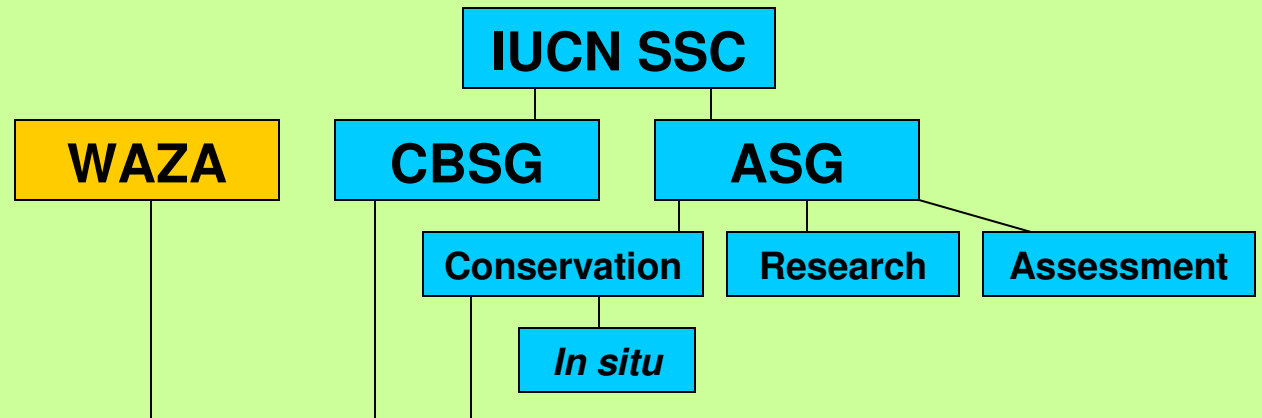 IUCN SSC
WAZA
CBSG
ASG
Conservation
Research
Assessment
In situ